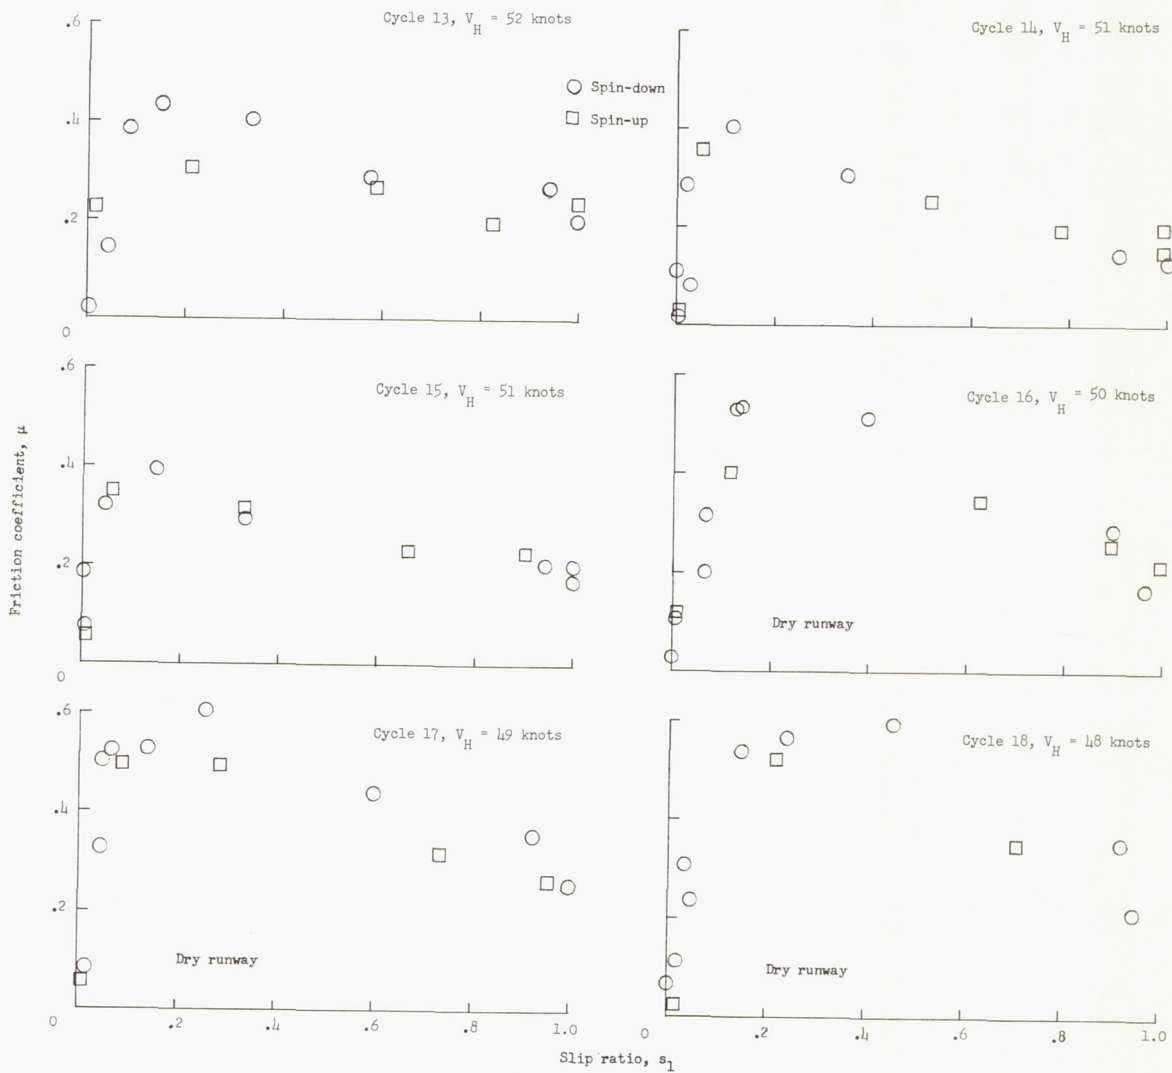 Cycle 13, V_H = 52 knots
Cycle 14, V_H = 51 knots
.6
.4
.2
0
○ Spin-down
□ Spin-up
Cycle 15, V_H = 51 knots
Cycle 16, V_H = 50 knots
.6
.4
.2
0
Dry runway
Friction coefficient, μ
Cycle 17, V_H = 49 knots
Cycle 18, V_H = 48 knots
.6
.4
.2
0
Dry runway
Dry runway
.2 .4 .6 .8 1.0
0 .2 .4 .6 .8 1.0
Slip ratio, s₁